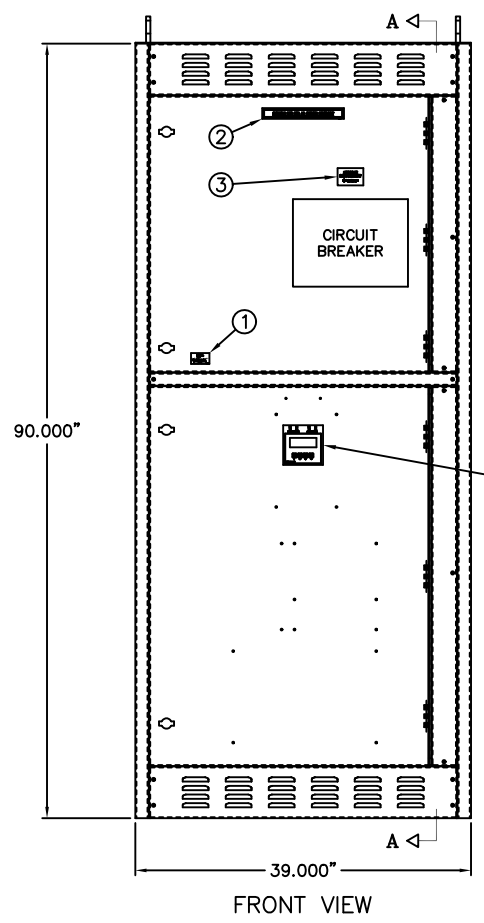 A
2
3
CIRCUIT
BREAKER
1
90.000"
A
39.000"
FRONT VIEW